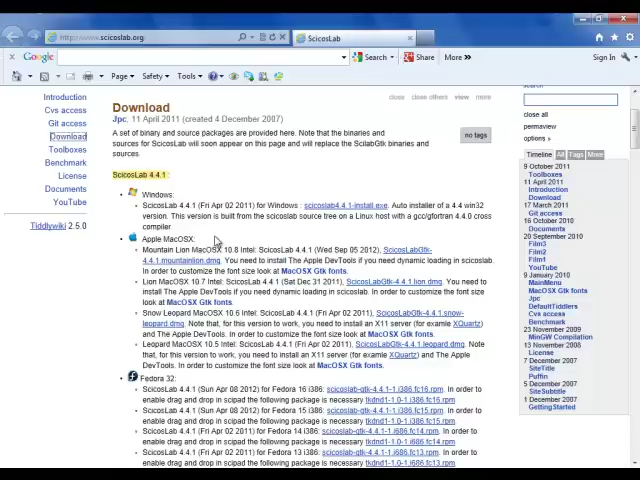 http://www.scicoslab.org
ScicosLab
Google
Search
Share
More »
Sign In
Page
Safety
Tools
Introduction
Cvs access
Git access
Download
Toolboxes
Benchmark
License
Documents
YouTube
Tiddlywiki 2.5.0
close close others view more
Download
Jpc, 11 April 2011 (created 4 December 2007)
no tags
A set of binary and source packages are provided here. Note that the binaries and
sources for ScicosLab will soon appear on this page and will replace the ScilabGtk binaries and
sources.
ScicosLab 4.4.1 :
Windows:
ScicosLab 4.4.1 (Fri Apr 02 2012) for Windows : scicoslab4.4.1-install.exe. Auto installer of a 4.4 win32
version. This version is built from the scicoslab source tree on a Linux host with a gcc/gfortran 4.4.0 cross
compiler
Apple MacOSX:
Mountain Lion MacOSX 10.8 Intel: ScicosLab 4.4.1 (Wed Sep 05 2012), ScicosLabGtk-
4.4.1.mountainlion.dmg. You need to install The Apple DevTools if you need dynamic loading in scicoslab.
In order to customize the font size look at MacOSX Gtk fonts.
Lion MacOSX 10.7 Intel: ScicosLab 4.4.1 (Sat Dec 31 2011), ScicosLabGtk-4.4.1.lion.dmg. You need to
install The Apple DevTools if you need dynamic loading in scicoslab. In order to customize the font size
look at MacOSX Gtk fonts.
Snow Leopard MacOSX 10.6 Intel: ScicosLab 4.4.1 (Fri Apr 02 2011), ScicosLabGtk-4.4.1.snow-
leopard.dmg. Note that, for this version to work, you need to install an X11 server (for examle XQuartz)
and The Apple DevTools. In order to customize the font size look at MacOSX Gtk fonts.
Leopard MacOSX 10.5 Intel: ScicosLab 4.4.1 (Fri Apr 02 2011), ScicosLabGtk-4.4.1.leopard.dmg. Note
that, for this version to work, you need to install an X11 server (for examle XQuartz) and The Apple
DevTools. In order to customize the font size look at MacOSX Gtk fonts.
Fedora 32:
ScicosLab 4.4.1 (Sun Apr 08 2012) for Fedora 16 i386: scicoslab-gtk-4.4.1-1.i386.fc16.rpm. In order to
enable drag and drop in scipad the following package is necessary tkdnd1-1.0-1.i386.fc16.rpm.
ScicosLab 4.4.1 (Sun Apr 08 2012) for Fedora 15 i386: scicoslab-gtk-4.4.1-1.i386.fc15.rpm. In order to
enable drag and drop in scipad the following package is necessary tkdnd1-1.0-1.i686.fc15.rpm.
ScicosLab 4.4.1 (Sun Apr 08 2012) for Fedora 14 i386: scicoslab-gtk-4.4.1-1.i686.fc14.rpm. In order to
enable drag and drop in scipad the following package is necessary tkdnd1-1.0-1.i686.fc14.rpm.
ScicosLab 4.4.1 (Sun Apr 08 2012) for Fedora 13 i386: scicoslab-gtk-4.4.1-1.i686.fc13.rpm. In order to
enable drag and drop in scipad the following package is necessary tkdnd1-1.0-1.i686.fc13.rpm.
search
close all
permaview
options »
Timeline All Tags More
9 October 2011
Toolboxes
11 April 2011
Introduction
Download
17 March 2011
Git access
21 October 2010
Documents
20 September 2010
Film3
Film2
Film1
YouTube
9 January 2010
MainMenu
MacOSX Gtk fonts
Jpc
DefaultTiddlers
Cvs access
Benchmark
23 November 2009
MinGW Compilation
13 November 2008
License
7 December 2007
SiteTitle
Puffin
5 December 2007
SiteSubtitle
1 December 2007
GettingStarted